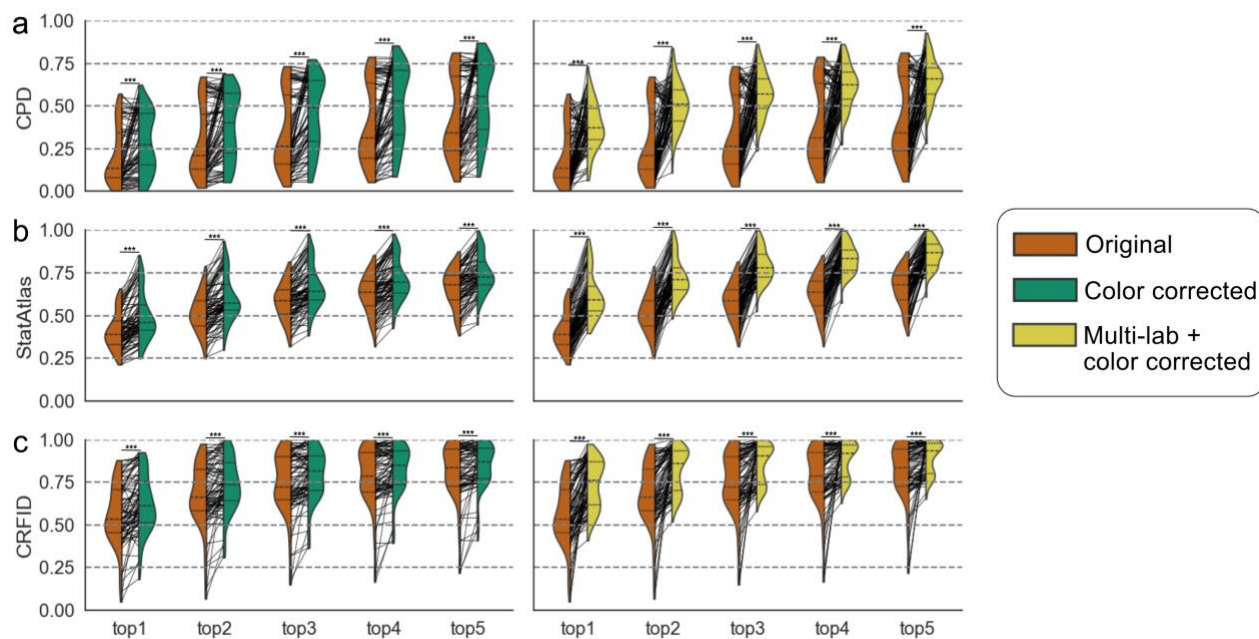 a
CPD
1.00
0.75
0.50
0.25
0.00
*** *** *** *** ***
*** *** *** *** ***
b
StatAtlas
1.00
0.75
0.50
0.25
0.00
*** *** *** *** ***
*** *** *** *** ***
c
CRFID
1.00
0.75
0.50
0.25
0.00
*** *** *** *** ***
*** *** *** *** ***
top1 top2 top3 top4 top5
top1 top2 top3 top4 top5
Original
Color corrected
Multi-lab +
color corrected